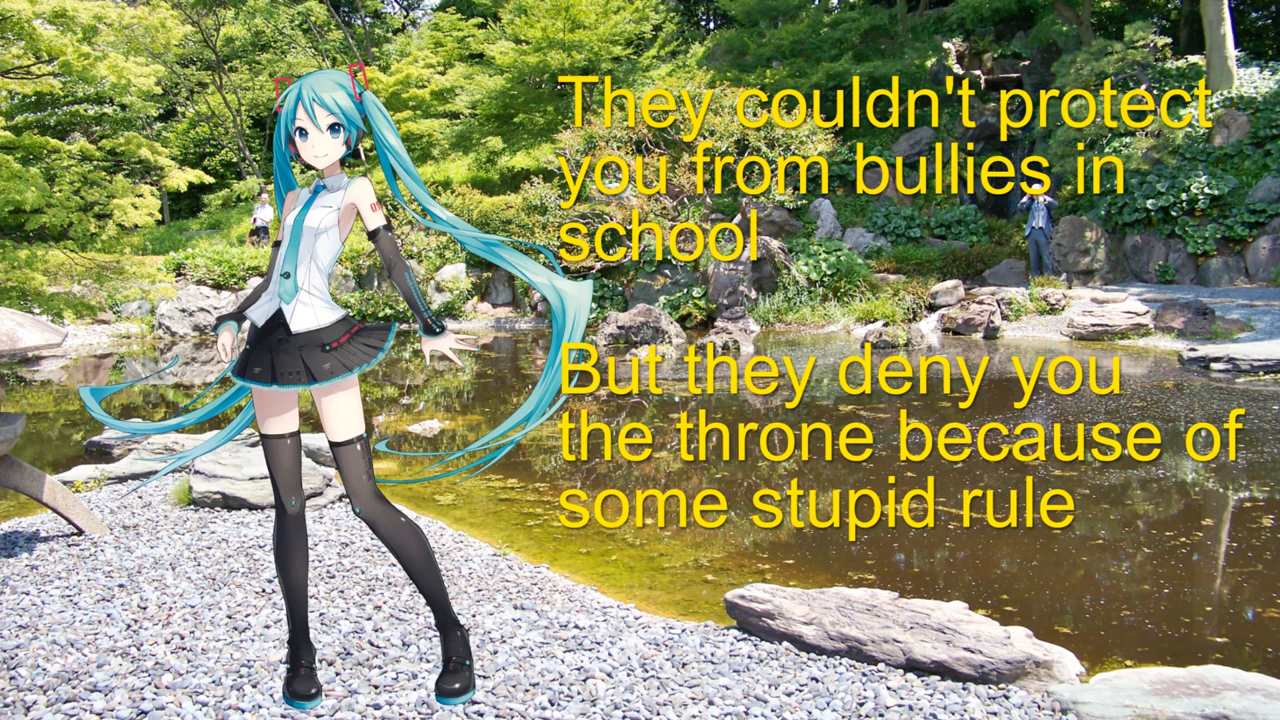 They couldn't protect
you from bullies in
school
But they deny you
the throne because of
some stupid rule